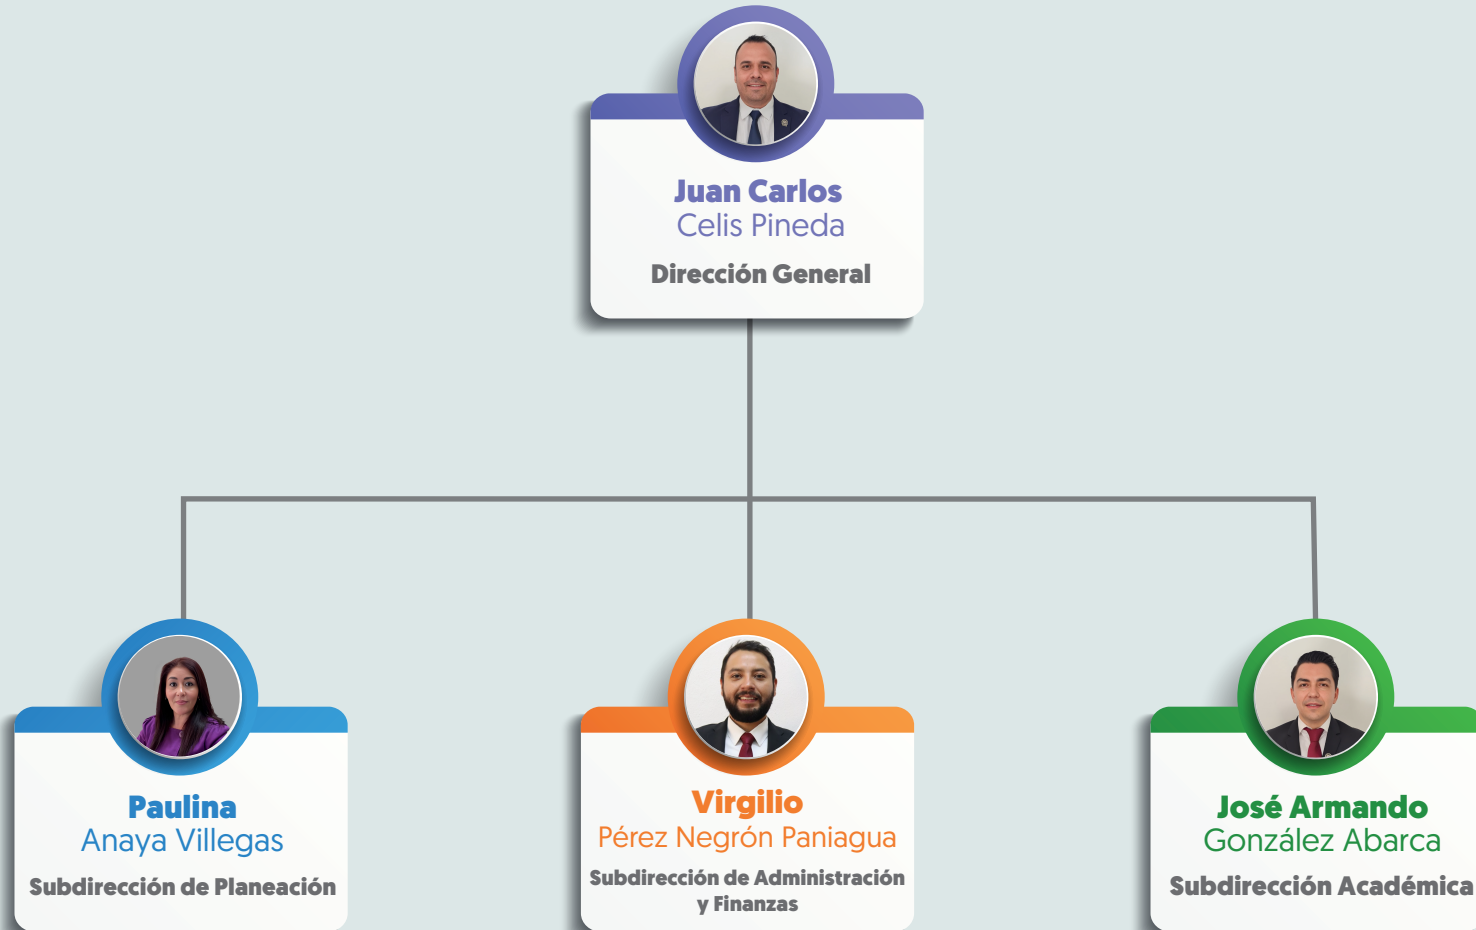 Juan Carlos
Celis Pineda
Dirección General
Paulina
Anaya Villegas
Subdirección de Planeación
Virgilio
Pérez Negrón Paniagua
Subdirección de Administración
y Finanzas
José Armando
González Abarca
Subdirección Académica